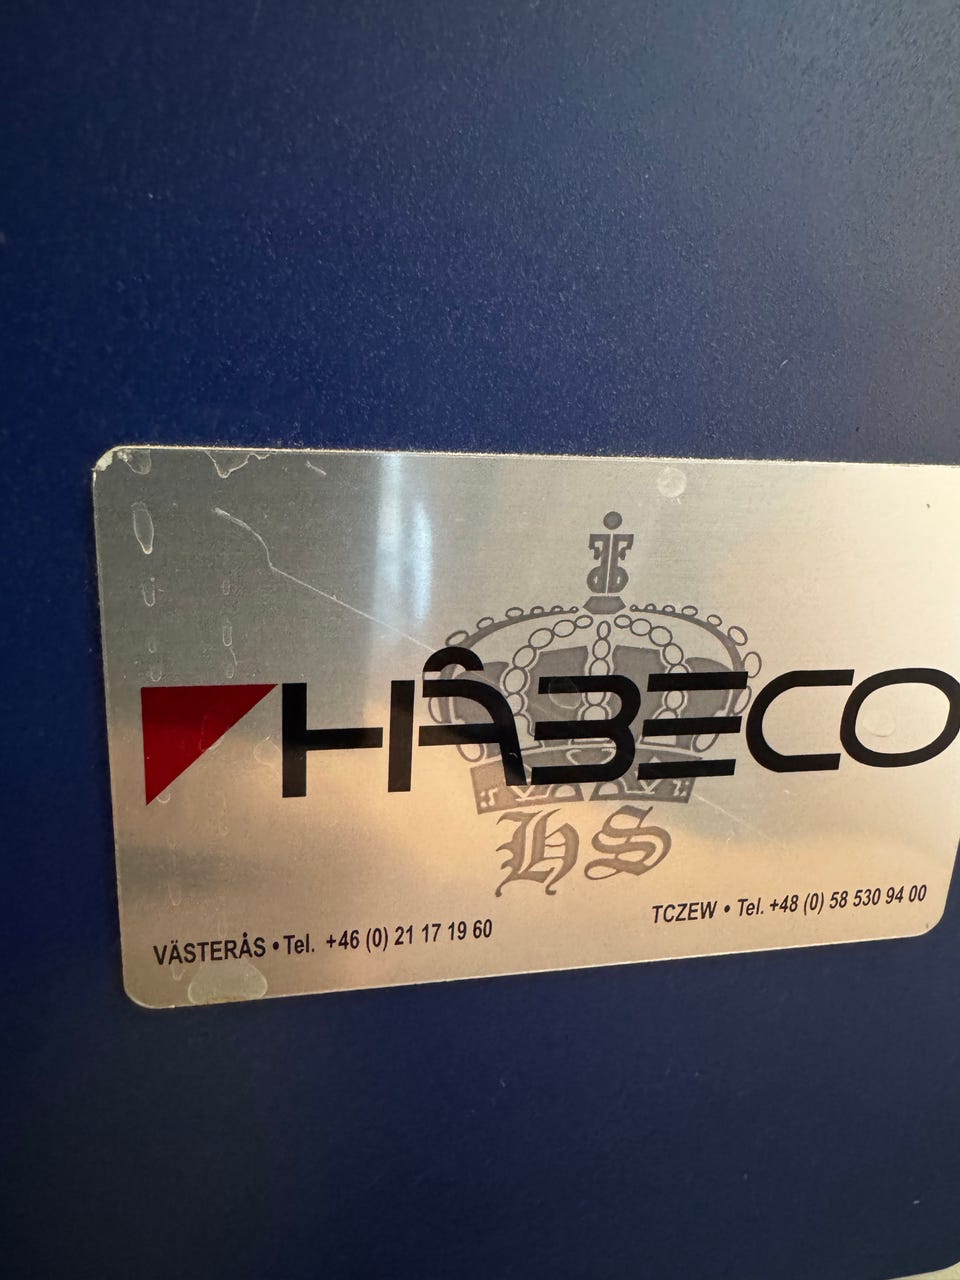 HÅBECO
HS
VÄSTERÅS • Tel. +46 (0) 21 17 19 60
TCZEW • Tel. +48 (0) 58 530 94 00